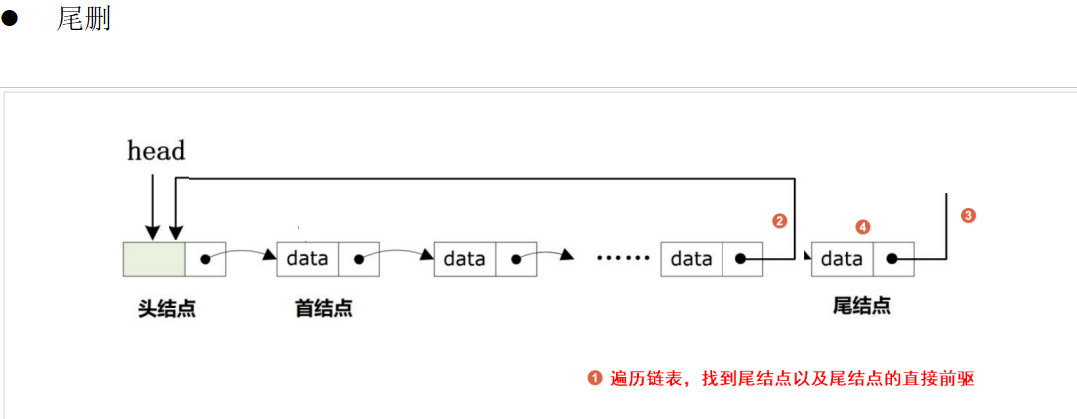 ● 尾删
head
② ④ ③
data data …… data data
头结点 首结点 尾结点
① 遍历链表，找到尾结点以及尾结点的直接前驱